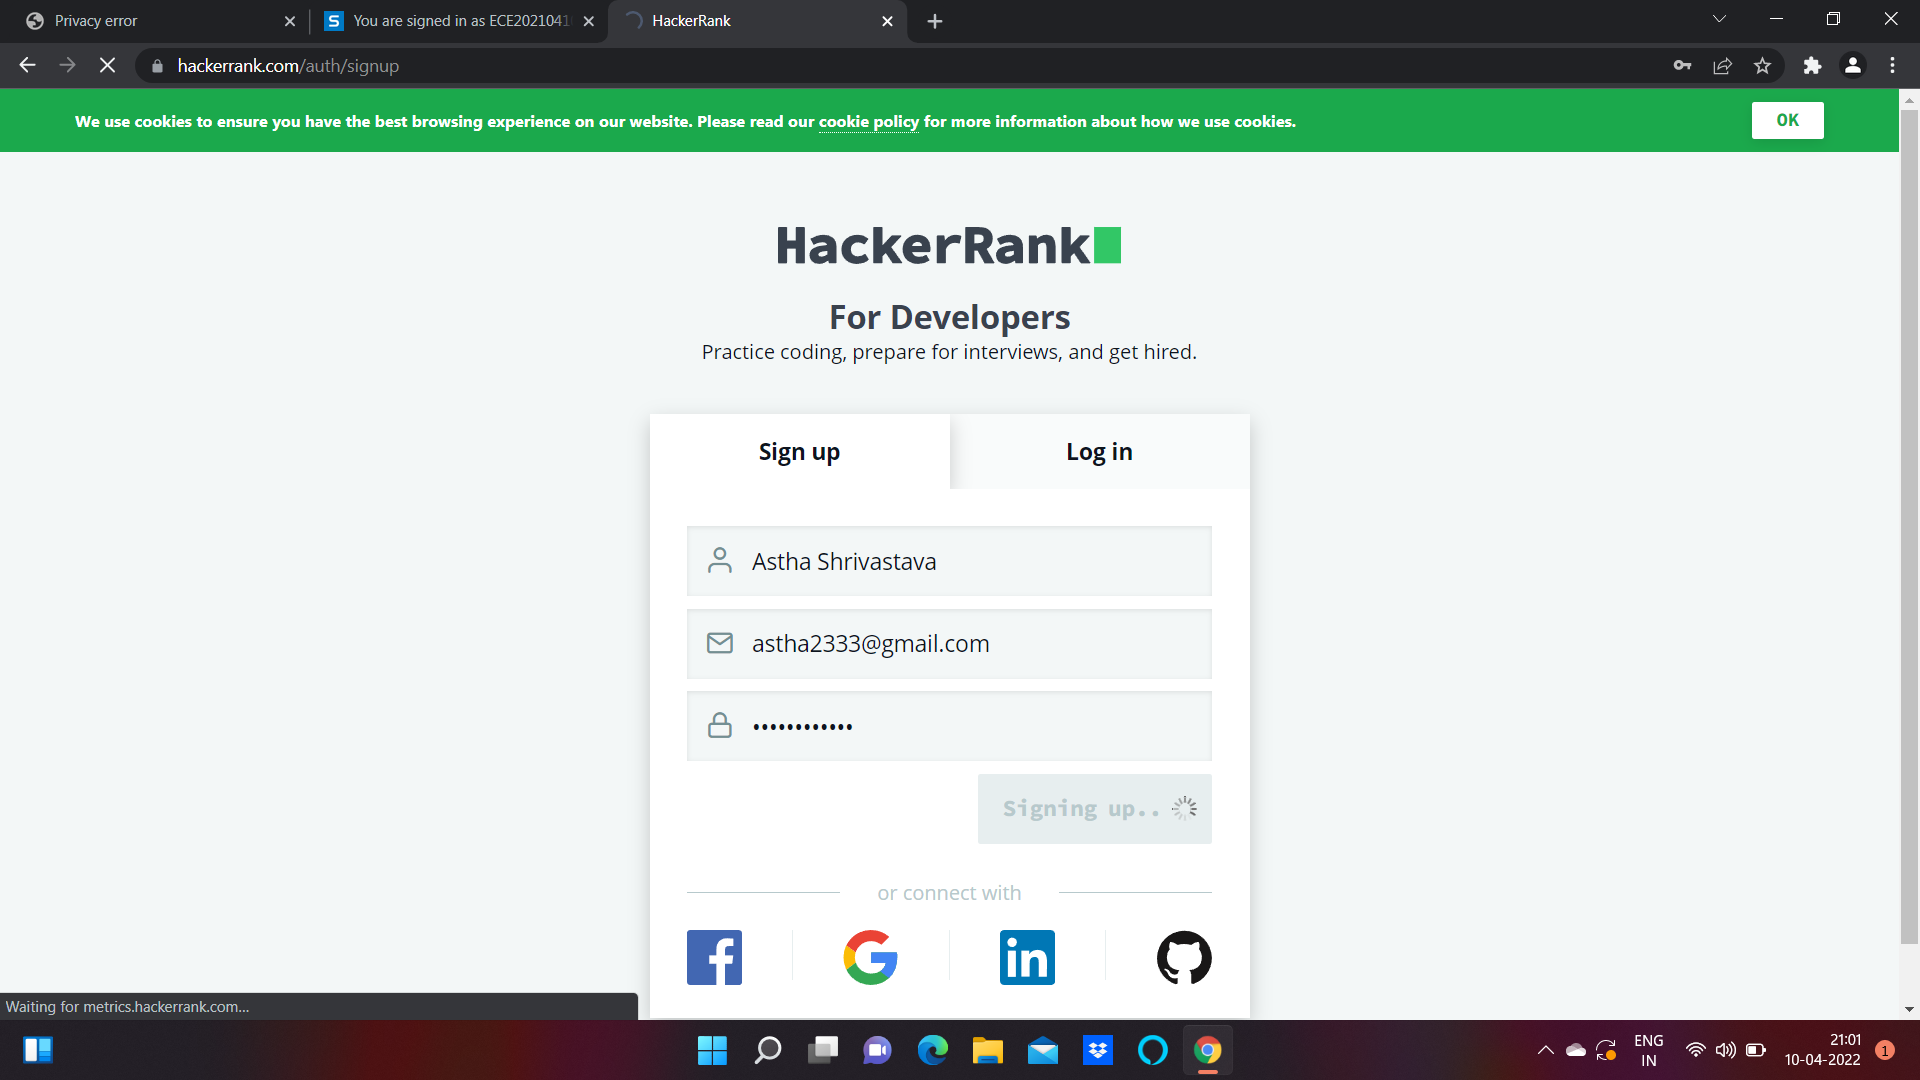 Privacy error
You are signed in as ECE2021041
HackerRank
hackerrank.com/auth/signup
We use cookies to ensure you have the best browsing experience on our website. Please read our cookie policy for more information about how we use cookies.
OK
HackerRank
For Developers
Practice coding, prepare for interviews, and get hired.
Sign up
Log in
Astha Shrivastava
astha2333@gmail.com
••••••••••••
Signing up..
or connect with
Waiting for metrics.hackerrank.com...
ENG
IN
21:01
10-04-2022
1